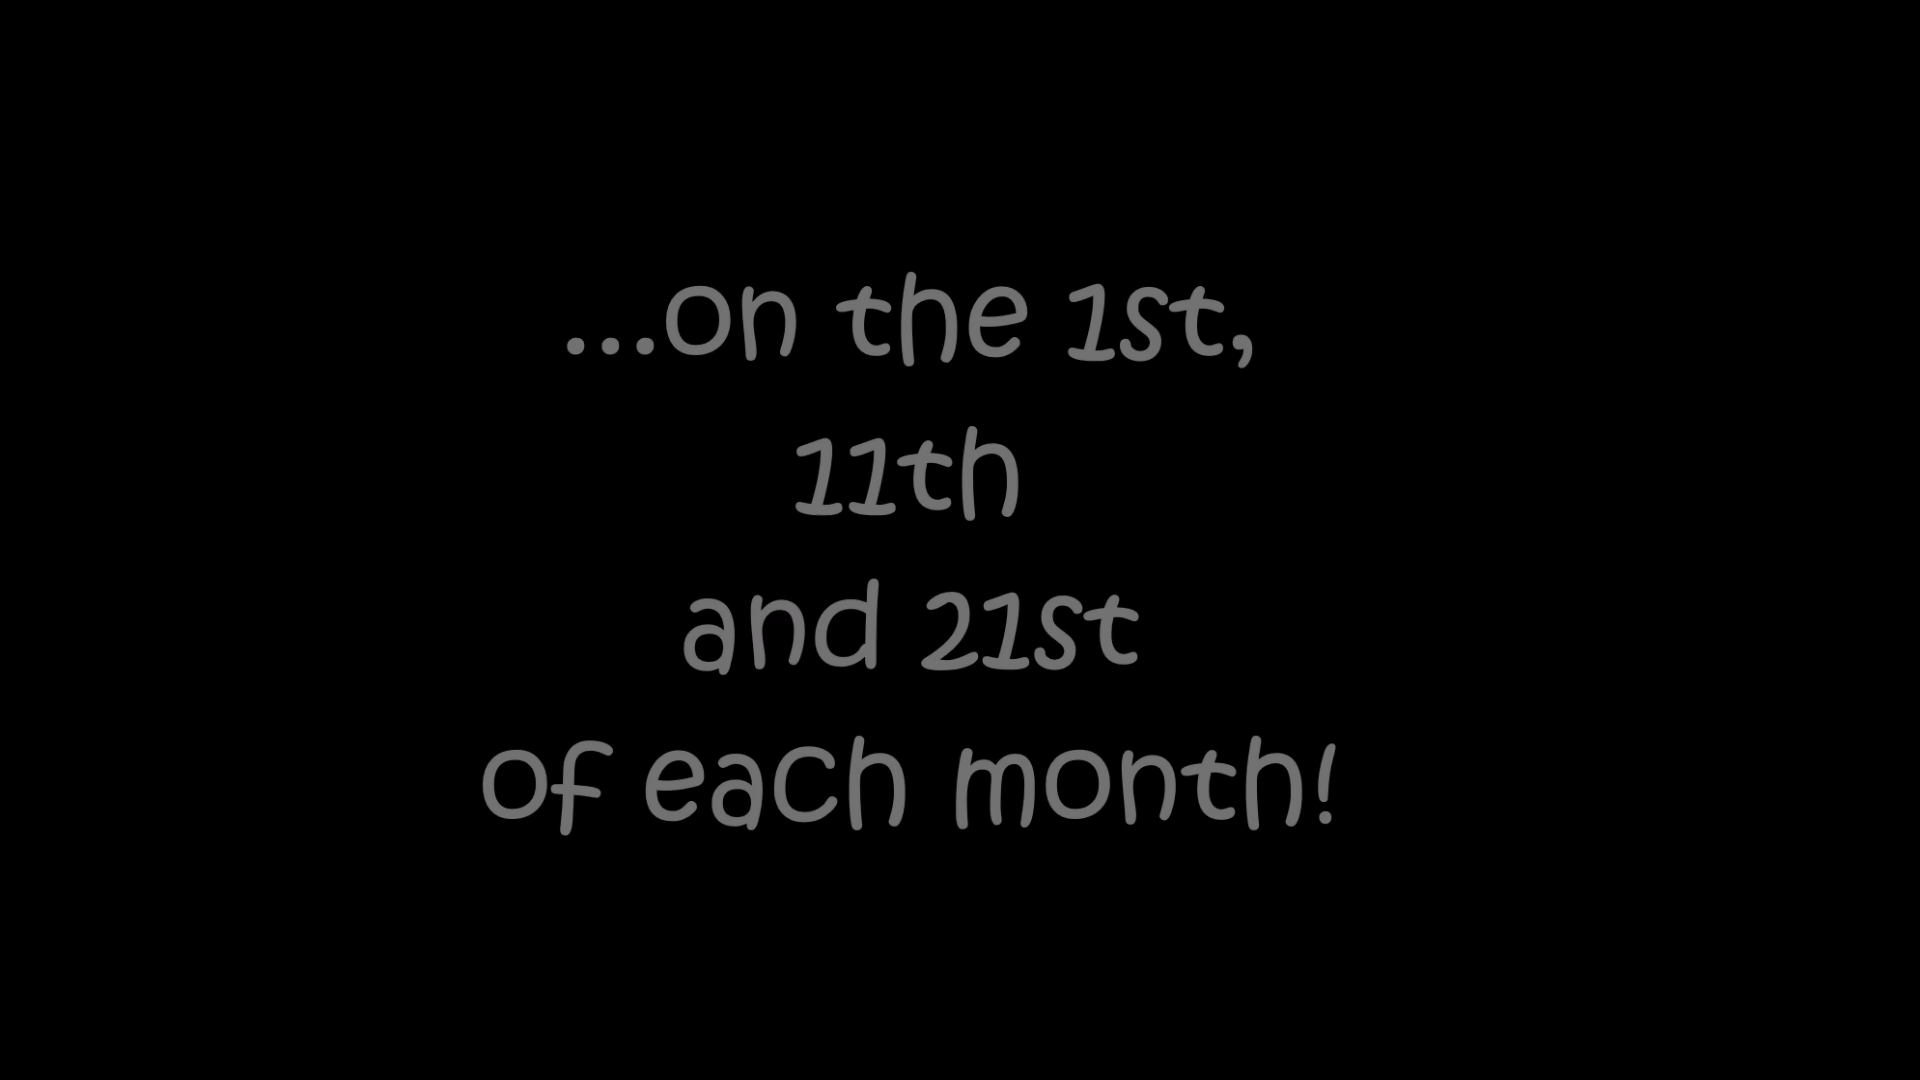 ...on the 1st,
11th
and 21st
of each month!